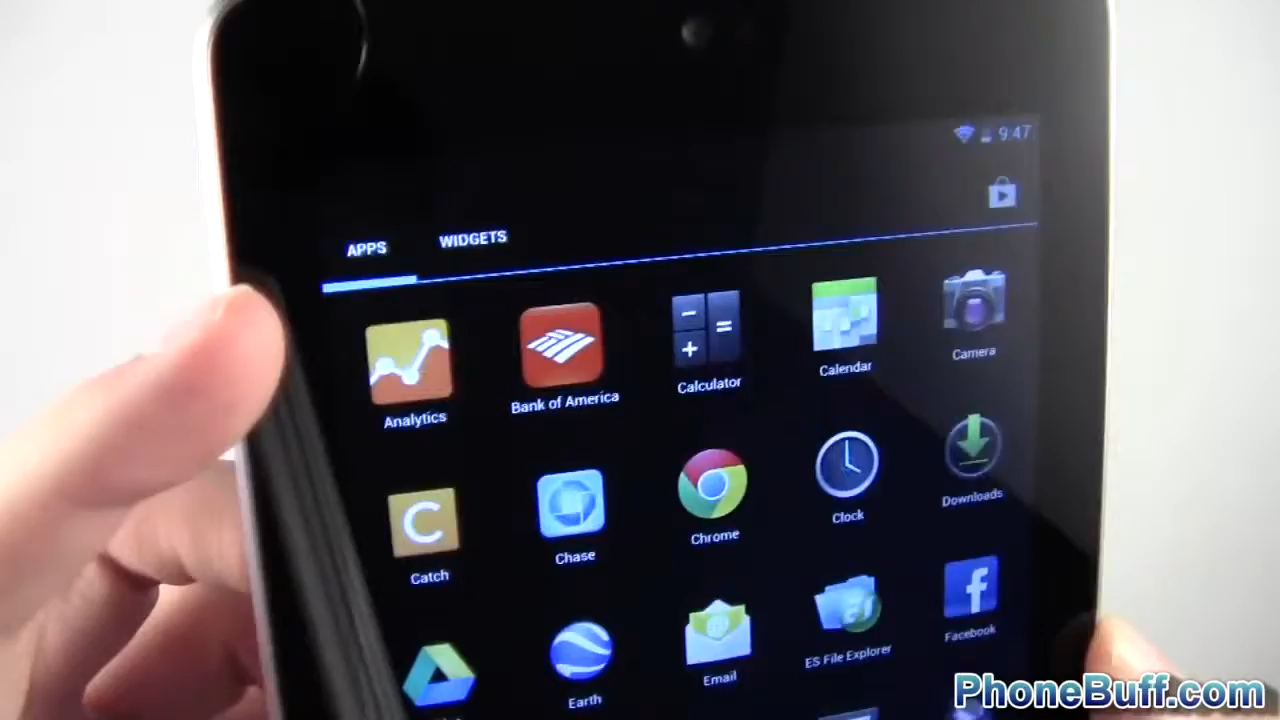 9:47
APPS WIDGETS
Analytics Bank of America Calculator Calendar Camera
C
Catch Chase Chrome Clock Downloads
Earth Email ES File Explorer Facebook
PhoneBuff.com